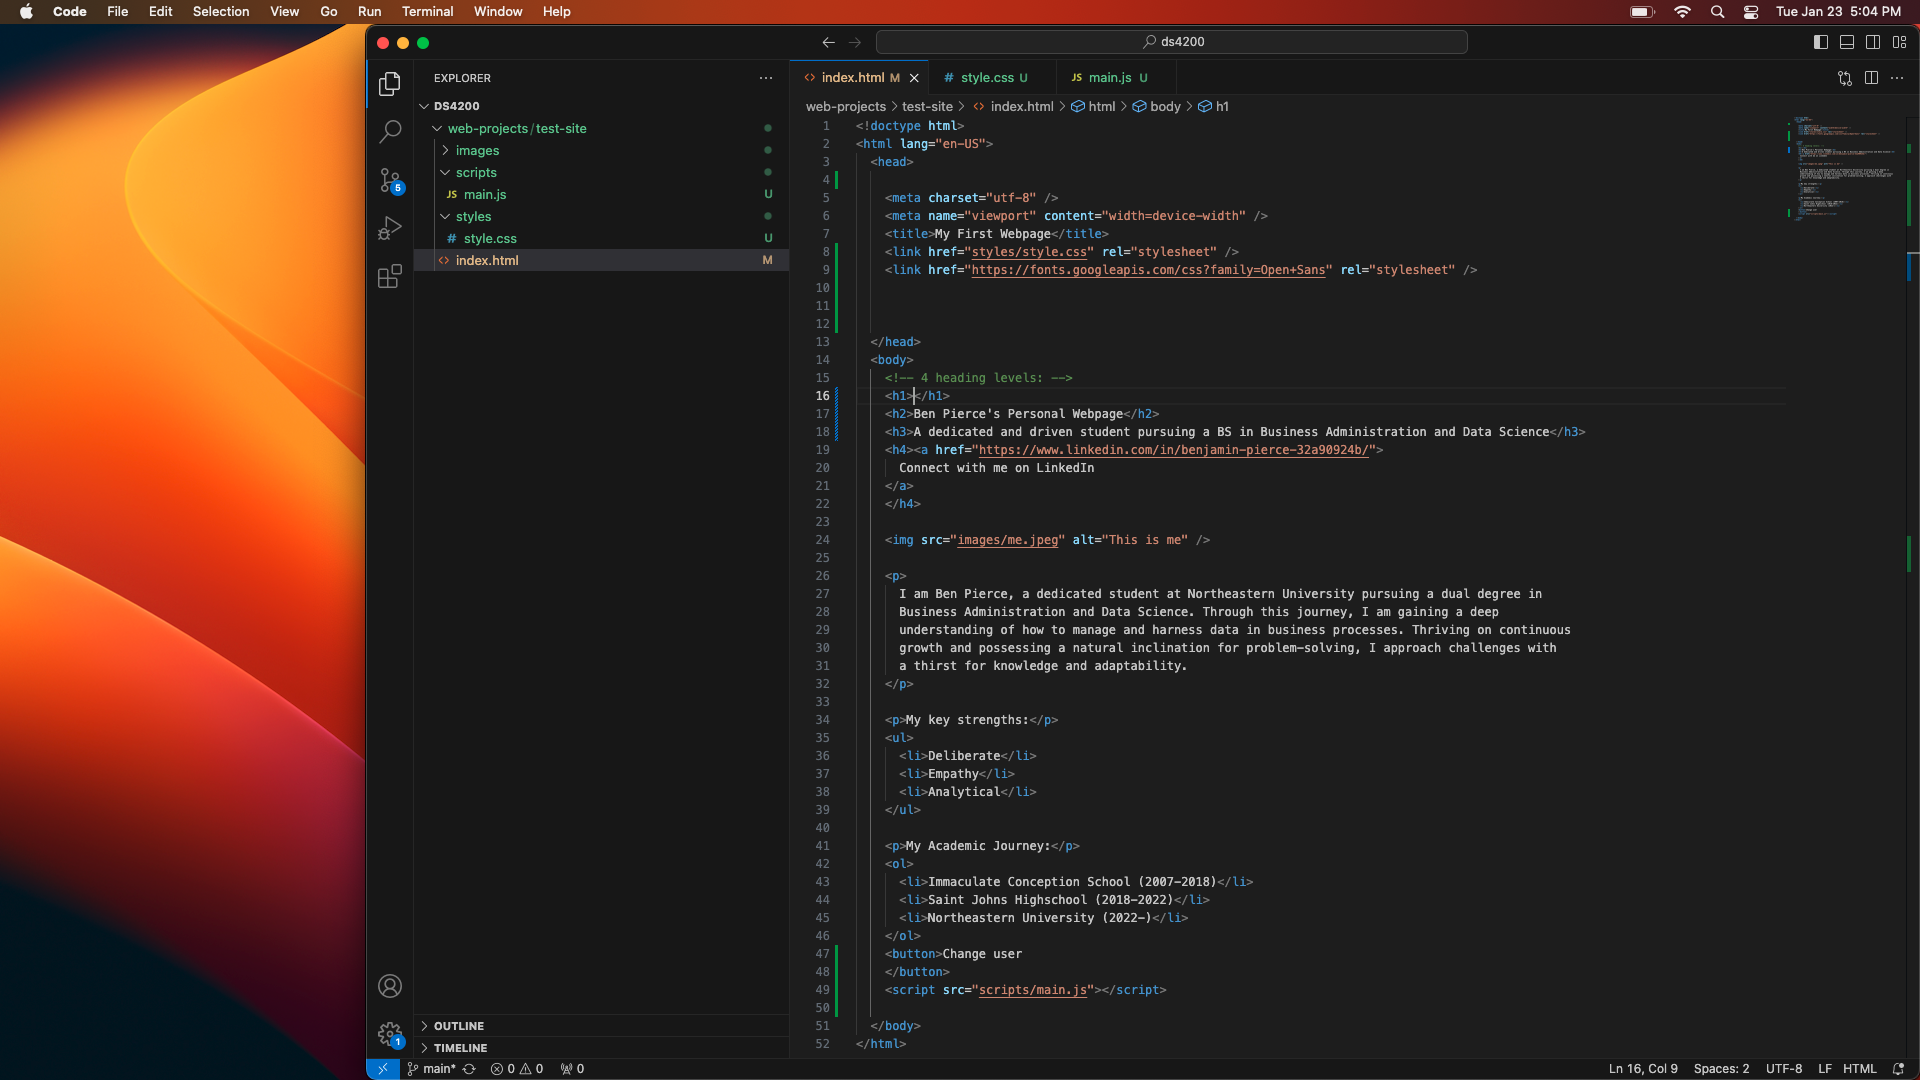 Code File Edit Selection View Go Run Terminal Window Help Tue Jan 23 5:04 PM
ds4200
EXPLORER
DS4200
web-projects/test-site
images
scripts
JS main.js U
styles
# style.css U
<> index.html M
OUTLINE
TIMELINE
5
1
<> index.html M
# style.css U
JS main.js U
web-projects > test-site > <> index.html > html > body > h1
1 <!doctype html>
2 <html lang="en-US">
3 <head>
4
5 <meta charset="utf-8" />
6 <meta name="viewport" content="width=device-width" />
7 <title>My First Webpage</title>
8 <link href="styles/style.css" rel="stylesheet" />
9 <link href="https://fonts.googleapis.com/css?family=Open+Sans" rel="stylesheet" />
10
11
12
13 </head>
14 <body>
15 <!-- 4 heading levels: -->
16 <h1></h1>
17 <h2>Ben Pierce's Personal Webpage</h2>
18 <h3>A dedicated and driven student pursuing a BS in Business Administration and Data Science</h3>
19 <h4><a href="https://www.linkedin.com/in/benjamin-pierce-32a90924b/">
20 Connect with me on LinkedIn
21 </a>
22 </h4>
23
24 <img src="images/me.jpeg" alt="This is me" />
25
26 <p>
27 I am Ben Pierce, a dedicated student at Northeastern University pursuing a dual degree in
28 Business Administration and Data Science. Through this journey, I am gaining a deep
29 understanding of how to manage and harness data in business processes. Thriving on continuous
30 growth and possessing a natural inclination for problem-solving, I approach challenges with
31 a thirst for knowledge and adaptability.
32 </p>
33
34 <p>My key strengths:</p>
35 <ul>
36 <li>Deliberate</li>
37 <li>Empathy</li>
38 <li>Analytical</li>
39 </ul>
40
41 <p>My Academic Journey:</p>
42 <ol>
43 <li>Immaculate Conception School (2007-2018)</li>
44 <li>Saint Johns Highschool (2018-2022)</li>
45 <li>Northeastern University (2022-)</li>
46 </ol>
47 <button>Change user
48 </button>
49 <script src="scripts/main.js"></script>
50
51 </body>
52 </html>
main* 0 0 0 Ln 16, Col 9 Spaces: 2 UTF-8 LF HTML